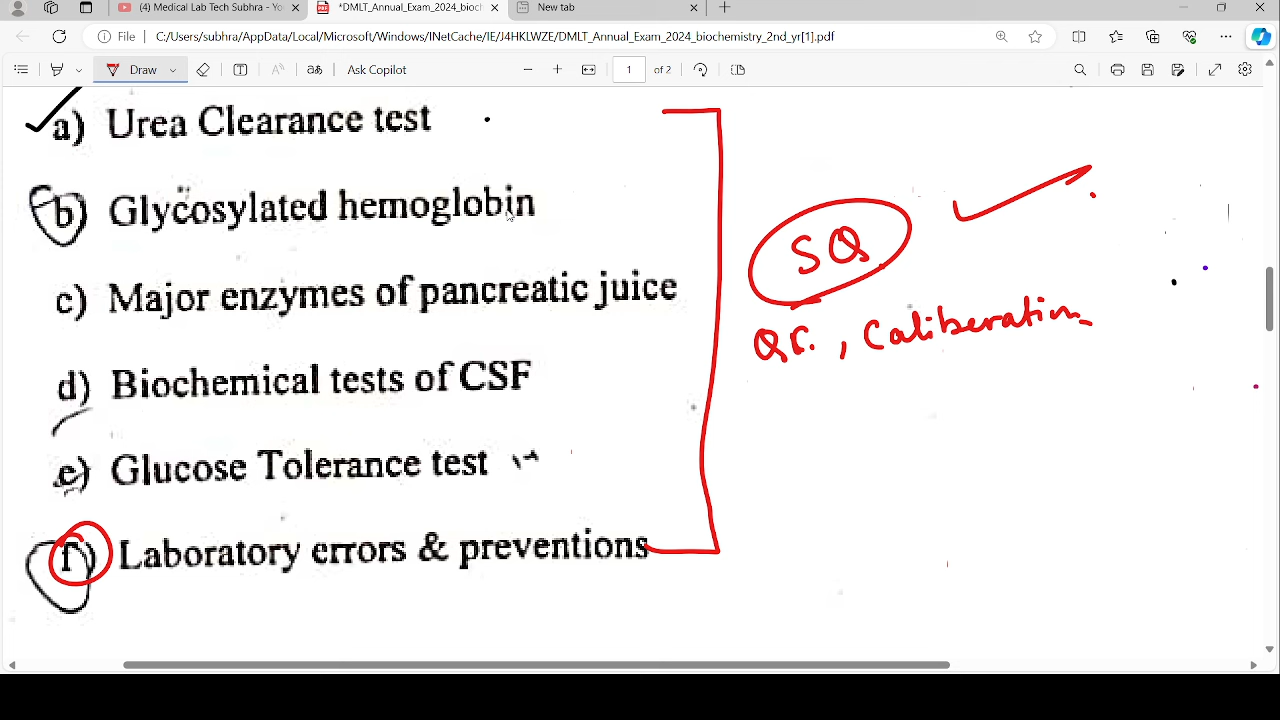 (4) Medical Lab Tech Subhra - Yo
*DMLT_Annual_Exam_2024_bioch
New tab
File
C:/Users/subhra/AppData/Local/Microsoft/Windows/INetCache/IE/J4HKLWZE/DMLT_Annual_Exam_2024_biochemistry_2nd_yr[1].pdf
Draw
Ask Copilot
1 of 2
a) Urea Clearance test
b) Glycosylated hemoglobin
c) Major enzymes of pancreatic juice
d) Biochemical tests of CSF
e) Glucose Tolerance test
f) Laboratory errors & preventions
SQ
, Caliberation